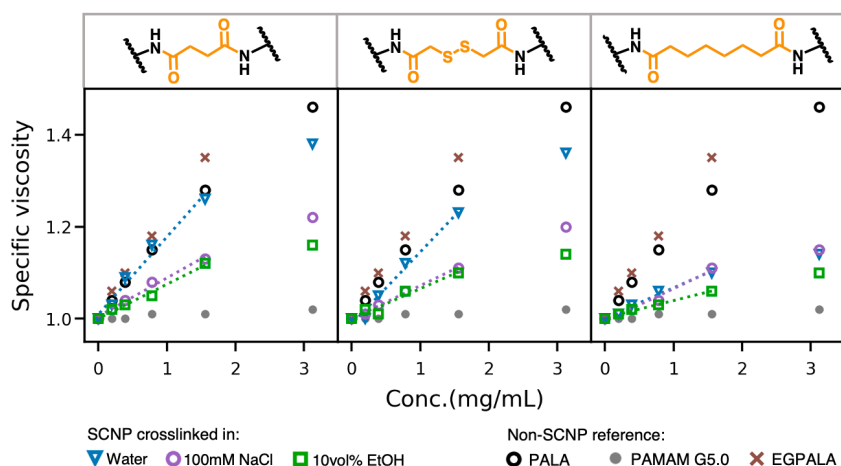 H
N
O
O
N
H
H
N
O
S
S
O
N
H
H
N
O
O
N
H
Specific viscosity
1.4
1.2
1.0
0 1 2 3 0 1 2 3 0 1 2 3
Conc.(mg/mL)
SCNP crosslinked in: Non-SCNP reference:
Water 100mM NaCl 10vol% EtOH PALA PAMAM G5.0 EGPALA